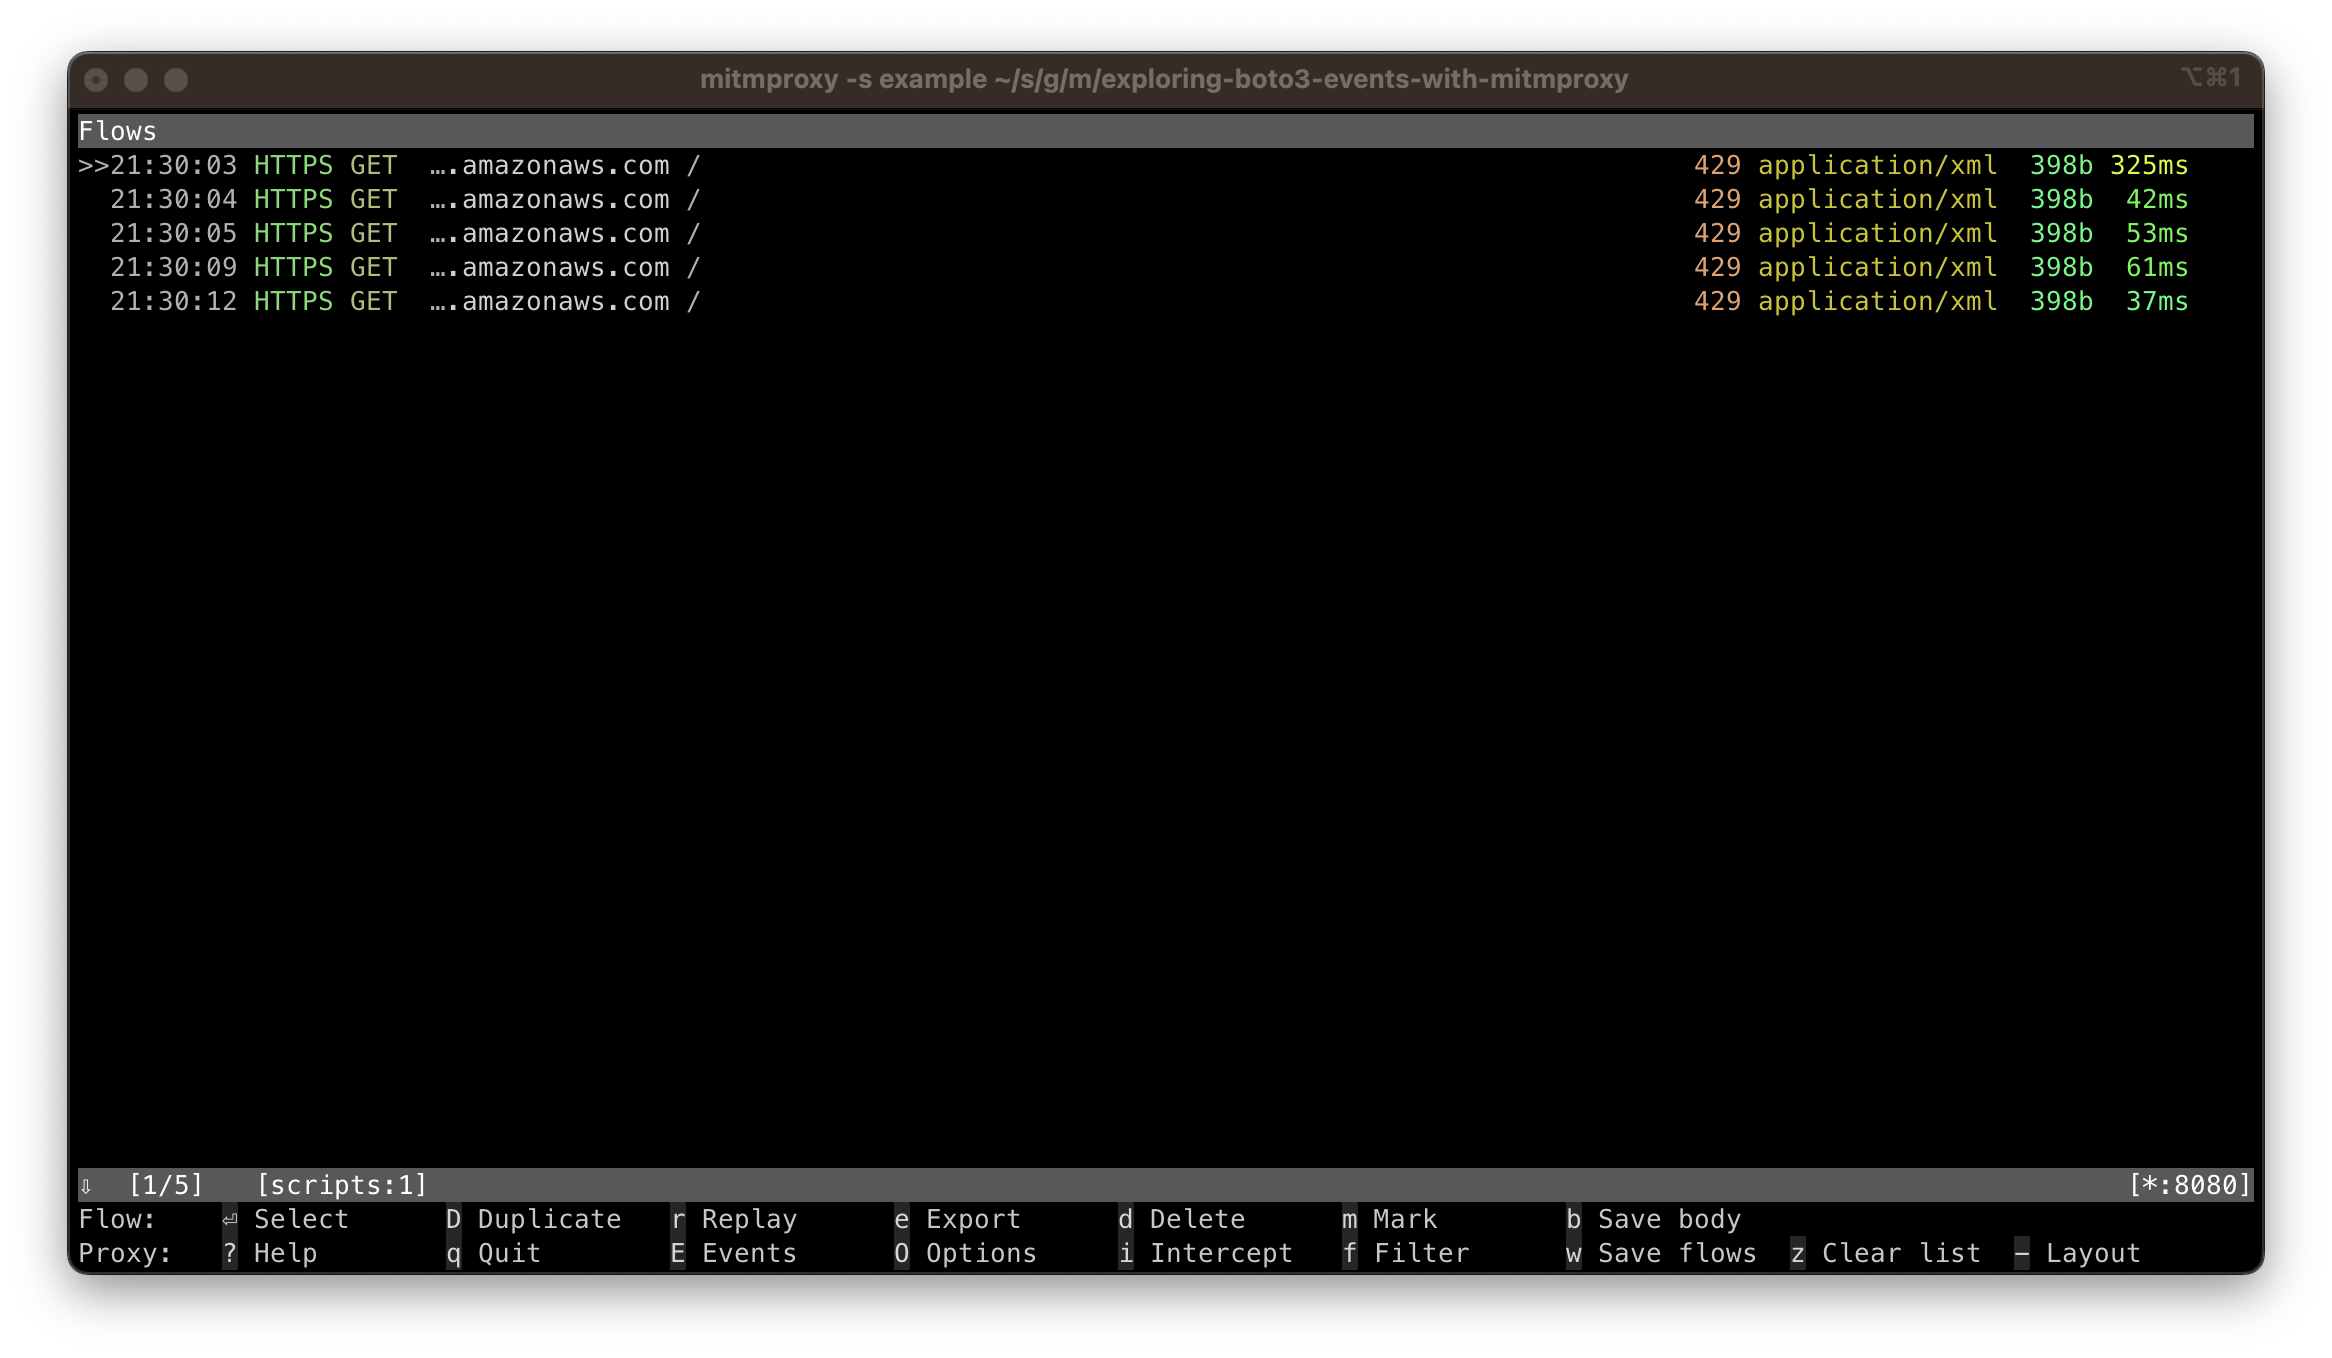 mitmproxy -s example ~/s/g/m/exploring-boto3-events-with-mitmproxy ⌥⌘1
Flows
>>21:30:03 HTTPS GET ….amazonaws.com / 429 application/xml 398b 325ms
21:30:04 HTTPS GET ….amazonaws.com / 429 application/xml 398b 42ms
21:30:05 HTTPS GET ….amazonaws.com / 429 application/xml 398b 53ms
21:30:09 HTTPS GET ….amazonaws.com / 429 application/xml 398b 61ms
21:30:12 HTTPS GET ….amazonaws.com / 429 application/xml 398b 37ms
⇩ [1/5] [scripts:1] [*:8080]
Flow: ⏎ Select D Duplicate r Replay e Export d Delete m Mark b Save body
Proxy: ? Help q Quit E Events O Options i Intercept f Filter w Save flows z Clear list – Layout